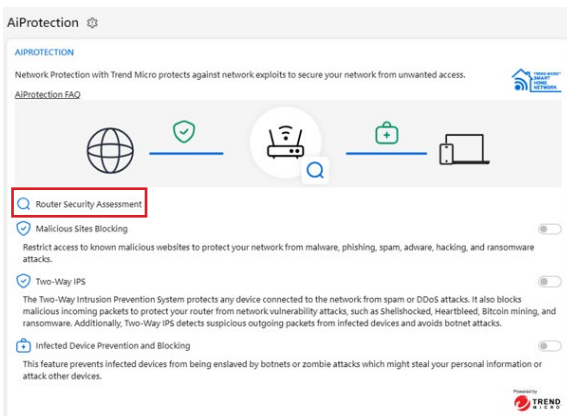 AiProtection
AIPROTECTION
Network Protection with Trend Micro protects against network exploits to secure your network from unwanted access.
TREND MICRO
SMART
HOME
NETWORK
AiProtection FAQ
Router Security Assessment
Malicious Sites Blocking
Restrict access to known malicious websites to protect your network from malware, phishing, spam, adware, hacking, and ransomware
attacks.
Two-Way IPS
The Two-Way Intrusion Prevention System protects any device connected to the network from spam or DDoS attacks. It also blocks
malicious incoming packets to protect your router from network vulnerability attacks, such as Shellshocked, Heartbleed, Bitcoin mining, and
ransomware. Additionally, Two-Way IPS detects suspicious outgoing packets from infected devices and avoids botnet attacks.
Infected Device Prevention and Blocking
This feature prevents infected devices from being enslaved by botnets or zombie attacks which might steal your personal information or
attack other devices.
Powered by
TREND
MICRO